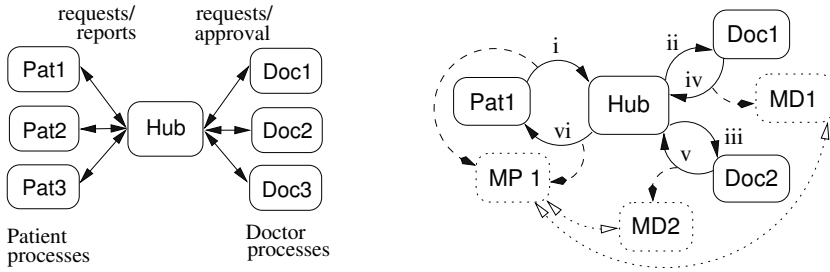 requests/
reports
requests/
approval
Pat1
Pat2
Pat3
Hub
Doc1
Doc2
Doc3
Patient
processes
Doctor
processes
i
ii
iii
iv
v
vi
Pat1
Hub
Doc1
Doc2
MD1
MP 1
MD2